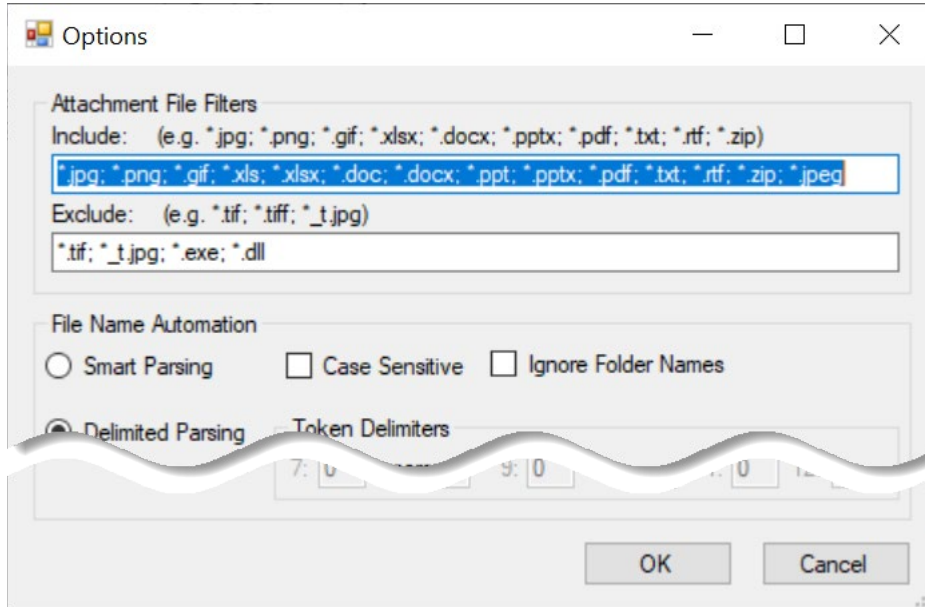 Options
Attachment File Filters
Include: (e.g. *.jpg; *.png; *.gif; *.xlsx; *.docx; *.pptx; *.pdf; *.txt; *.rtf; *.zip)
*.jpg; *.png; *.gif; *.xls; *.xlsx; *.doc; *.docx; *.ppt; *.pptx; *.pdf; *.txt; *.rtf; *.zip; *.jpeg
Exclude: (e.g. *.tif; *.tiff; *_t.jpg)
*.tif; *_t.jpg; *.exe; *.dll
File Name Automation
Smart Parsing Case Sensitive Ignore Folder Names
Delimited Parsing Token Delimiters
7: 0 9: 0 0
OK Cancel